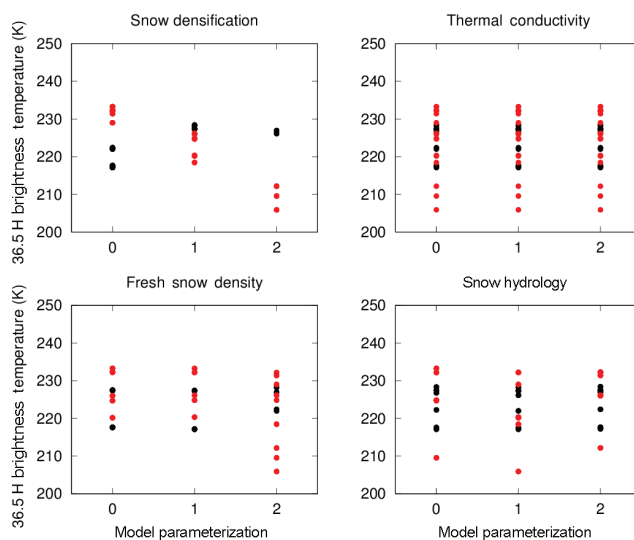 Snow densification
Thermal conductivity
36.5 H brightness temperature (K)
250
240
230
220
210
200
0 1 2
250
240
230
220
210
200
0 1 2
Fresh snow density
Snow hydrology
36.5 H brightness temperature (K)
250
240
230
220
210
200
0 1 2
Model parameterization
250
240
230
220
210
200
0 1 2
Model parameterization